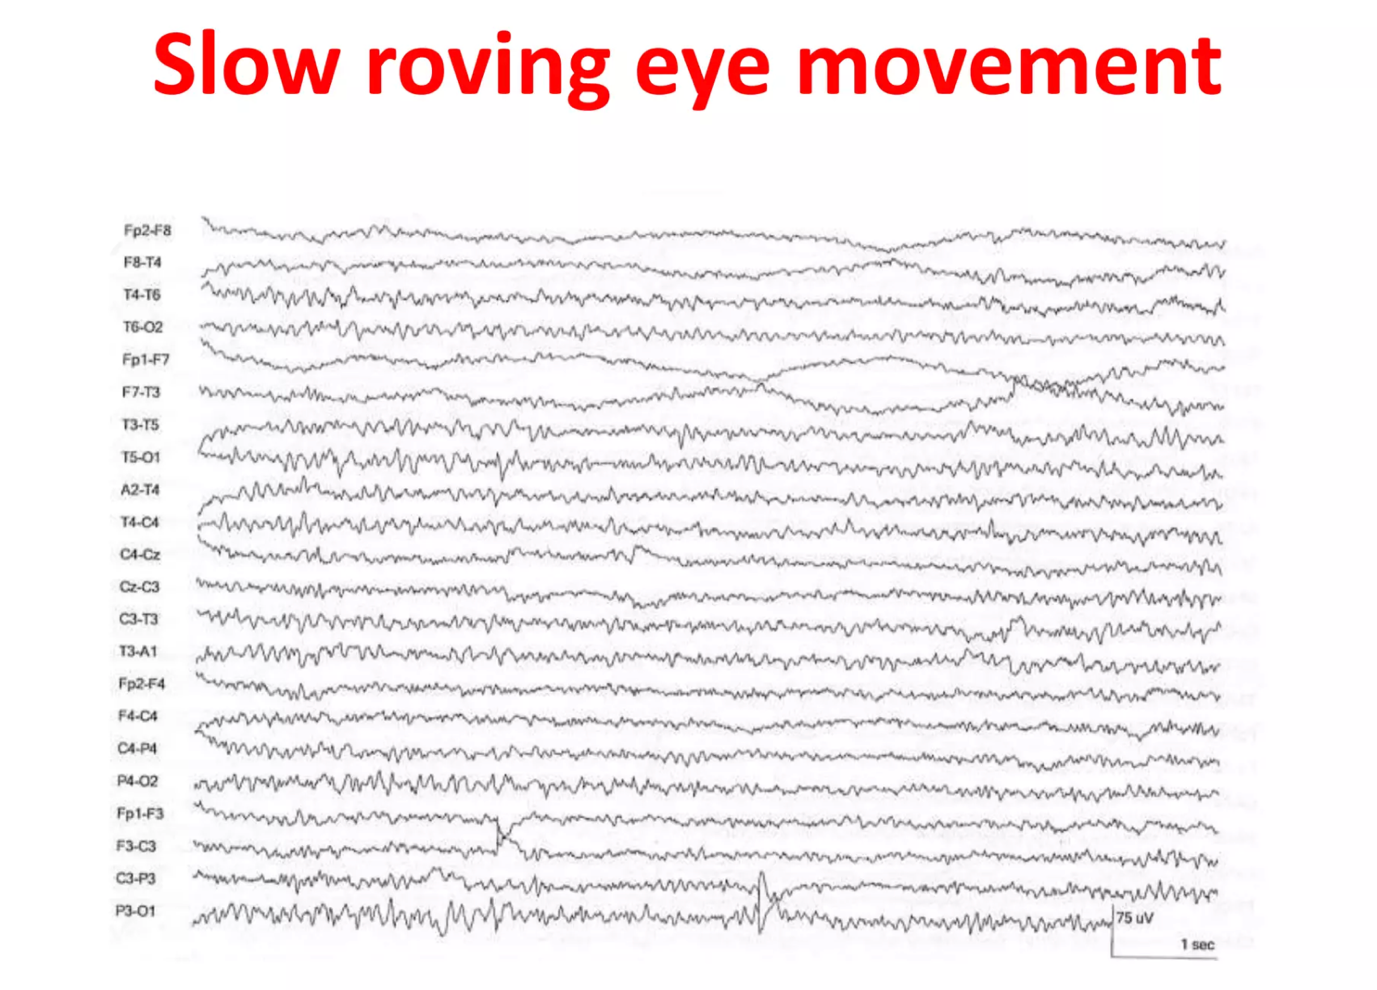 Slow roving eye movement
Fp2-F8
F8-T4
T4-T6
T6-O2
Fp1-F7
F7-T3
T3-T5
T5-O1
A2-T4
T4-C4
C4-Cz
Cz-C3
C3-T3
T3-A1
Fp2-F4
F4-C4
C4-P4
P4-O2
Fp1-F3
F3-C3
C3-P3
P3-O1
75 uV
1 sec